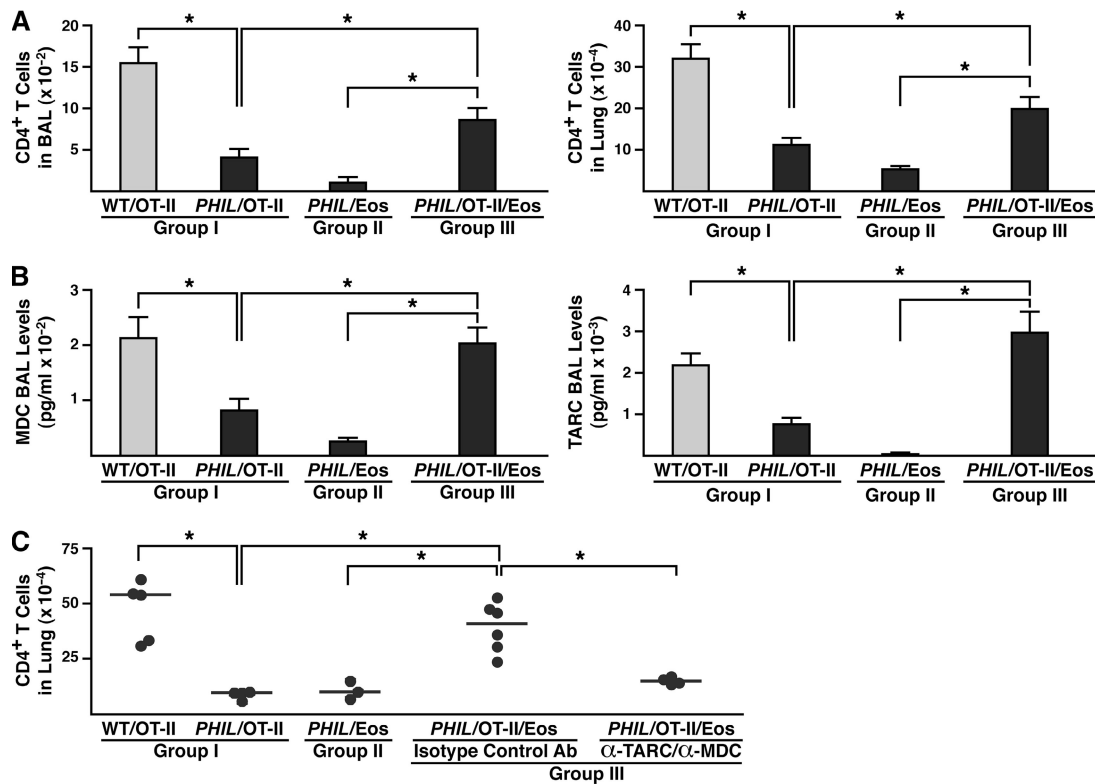 A
CD4+ T Cells
in BAL (x10−2)
20
15
10
5
* * *
WT/OT-II PHIL/OT-II PHIL/Eos PHIL/OT-II/Eos
Group I Group II Group III
CD4+ T Cells
in Lung (x10−4)
40
30
20
10
* * *
WT/OT-II PHIL/OT-II PHIL/Eos PHIL/OT-II/Eos
Group I Group II Group III
B
MDC BAL Levels
(pg/ml x10−2)
3
2
1
* * *
WT/OT-II PHIL/OT-II PHIL/Eos PHIL/OT-II/Eos
Group I Group II Group III
TARC BAL Levels
(pg/ml x10−3)
4
3
2
1
* * *
WT/OT-II PHIL/OT-II PHIL/Eos PHIL/OT-II/Eos
Group I Group II Group III
C
CD4+ T Cells
in Lung (x10−4)
75
50
25
* * * *
WT/OT-II PHIL/OT-II PHIL/Eos PHIL/OT-II/Eos PHIL/OT-II/Eos
Group I Group II Isotype Control Ab α-TARC/α-MDC
Group III